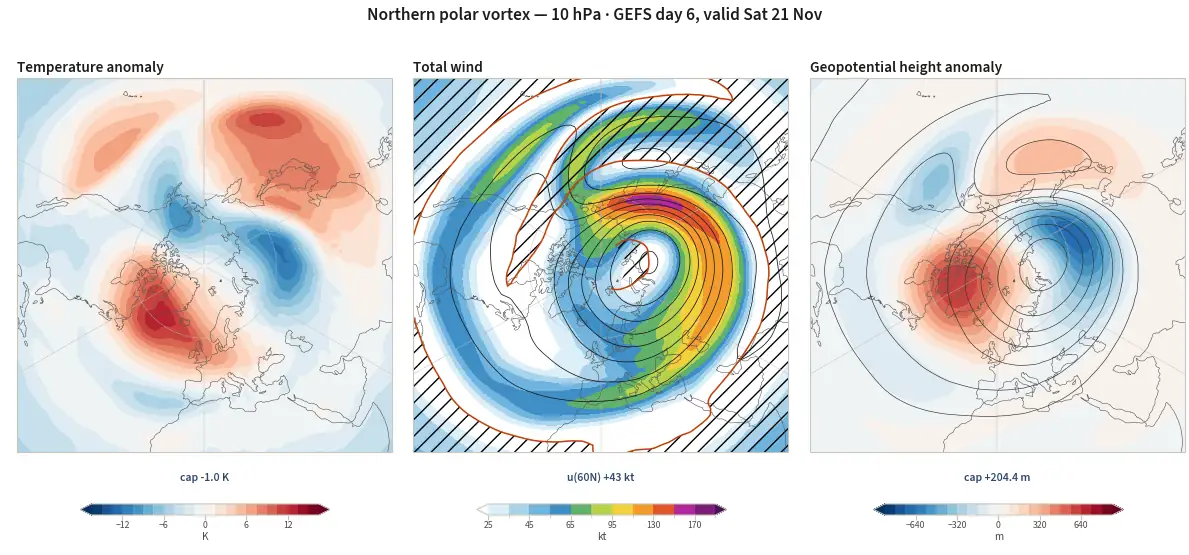 Northern polar vortex — 10 hPa · GEFS day 6, valid Sat 21 Nov
Temperature anomaly
Total wind
Geopotential height anomaly
cap -1.0 K
u(60N) +43 kt
cap +204.4 m
−12 −6 0 6 12
K
25 45 65 95 130 170
kt
−640 −320 0 320 640
m